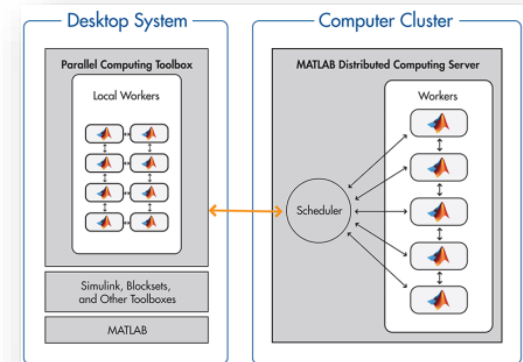 Desktop System
Parallel Computing Toolbox
Local Workers
Simulink, Blocksets,
and Other Toolboxes
MATLAB
Computer Cluster
MATLAB Distributed Computing Server
Workers
Scheduler